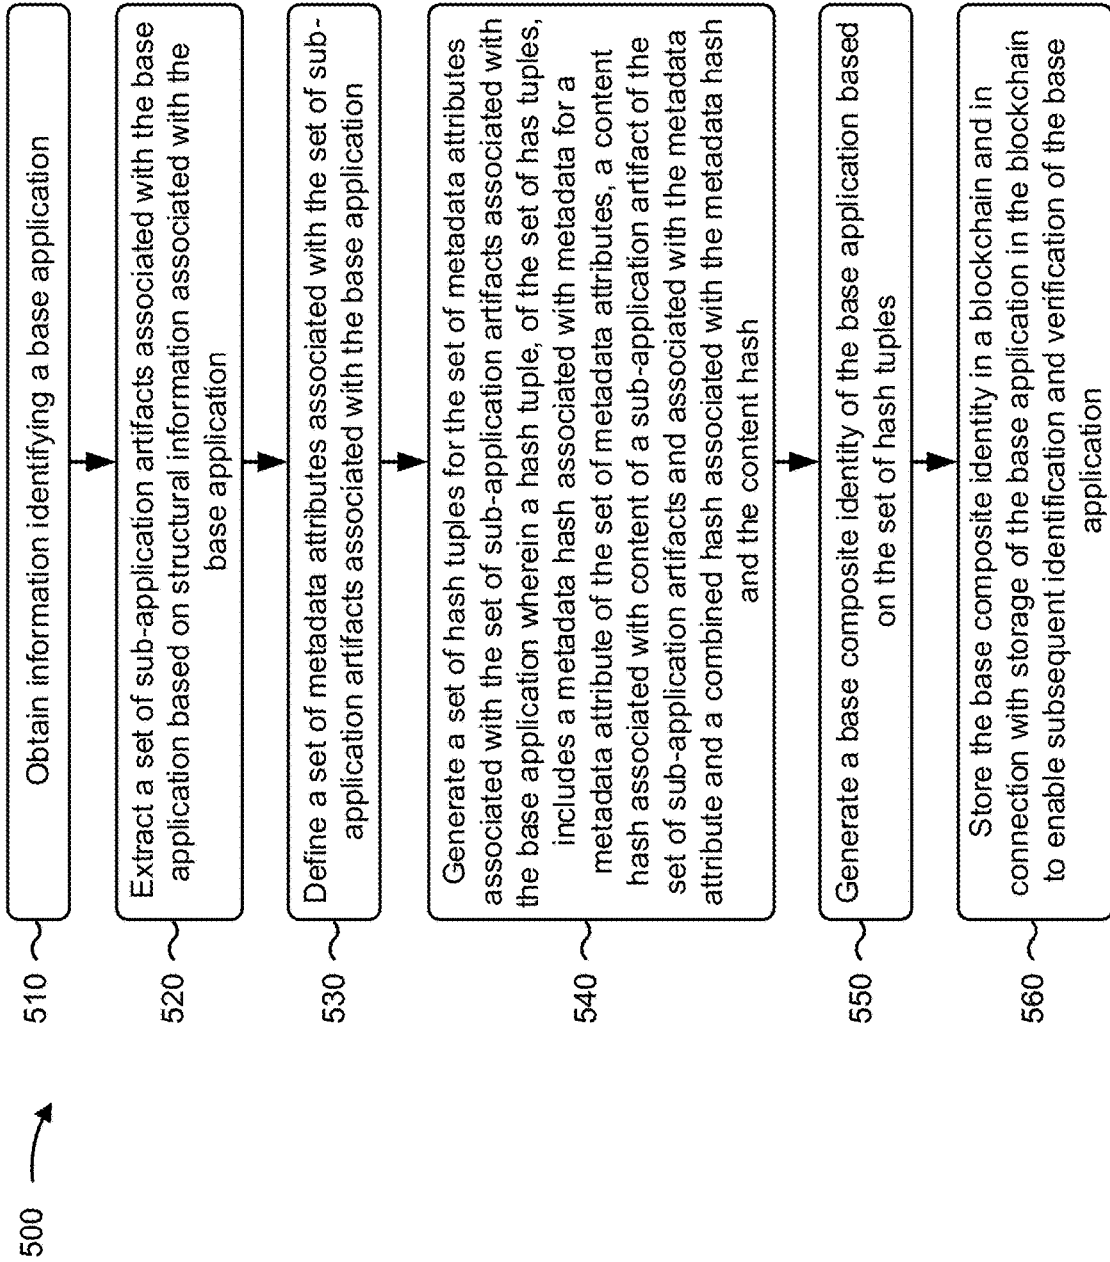 500
510
Obtain information identifying a base application
520
Extract a set of sub-application artifacts associated with the base
application based on structural information associated with the
base application
530
Define a set of metadata attributes associated with the set of sub-
application artifacts associated with the base application
540
Generate a set of hash tuples for the set of metadata attributes
associated with the set of sub-application artifacts associated with
the base application wherein a hash tuple, of the set of has tuples,
includes a metadata hash associated with metadata for a
metadata attribute of the set of metadata attributes, a content
hash associated with content of a sub-application artifact of the
set of sub-application artifacts and associated with the metadata
attribute and a combined hash associated with the metadata hash
and the content hash
550
Generate a base composite identity of the base application based
on the set of hash tuples
560
Store the base composite identity in a blockchain and in
connection with storage of the base application in the blockchain
to enable subsequent identification and verification of the base
application